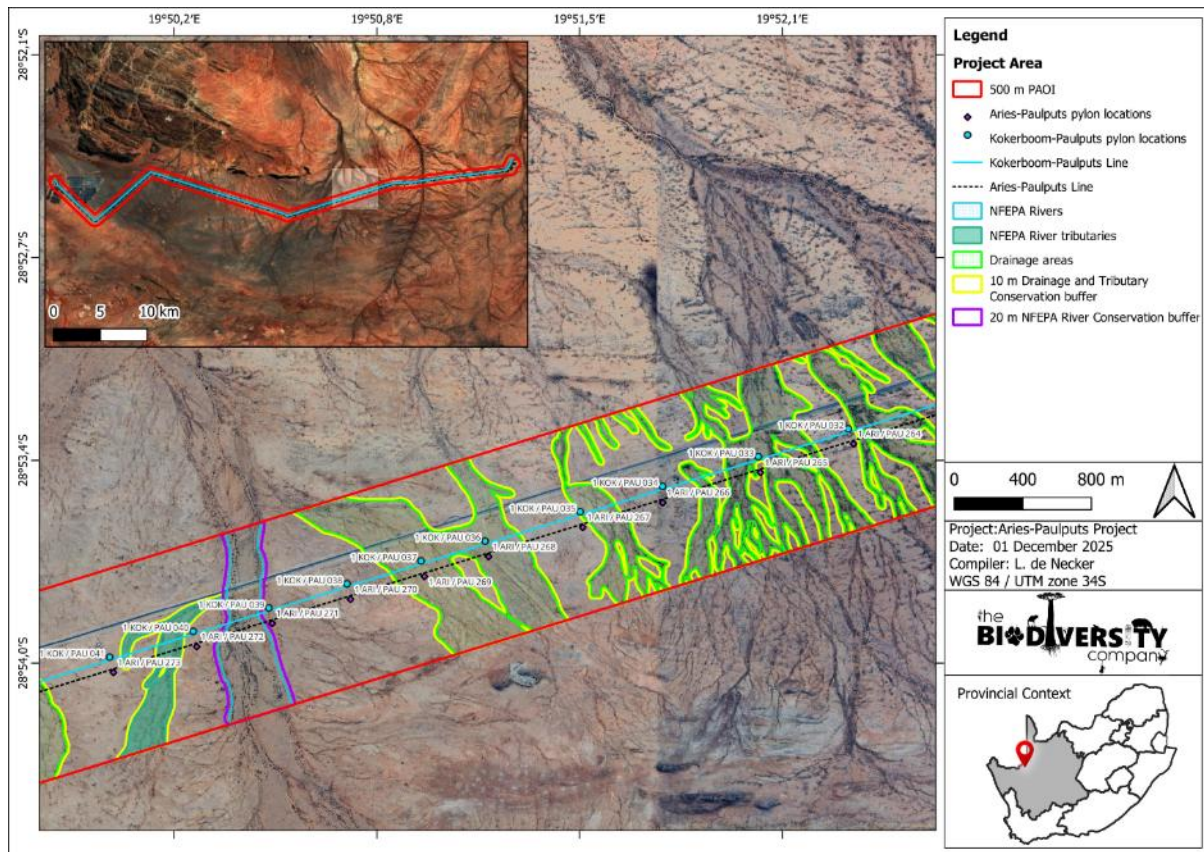 19°50,2'E
19°50,8'E
19°51,5'E
19°52,1'E
28°52,1'S
28°52,7'S
28°53,4'S
28°54,0'S
0 5 10 km
1 KOK / PAU 032
1 ARI / PAU 264
1 KOK / PAU 033
1 ARI / PAU 265
1 KOK / PAU 034
1 ARI / PAU 266
1 KOK / PAU 035
1 ARI / PAU 267
1 KOK / PAU 036
1 ARI / PAU 268
1 KOK / PAU 037
1 ARI / PAU 269
1 KOK / PAU 038
1 ARI / PAU 270
1 KOK / PAU 039
1 ARI / PAU 271
1 KOK / PAU 040
1 ARI / PAU 272
1 KOK / PAU 041
1 ARI / PAU 273
Legend
Project Area
500 m PAOI
Aries-Paulputs pylon locations
Kokerboom-Paulputs pylon locations
Kokerboom-Paulputs Line
Aries-Paulputs Line
NFEPA Rivers
NFEPA River tributaries
Drainage areas
10 m Drainage and Tributary
Conservation buffer
20 m NFEPA River Conservation buffer
0 400 800 m
Project:Aries-Paulputs Project
Date: 01 December 2025
Compiler: L. de Necker
WGS 84 / UTM zone 34S
the
BIODIVERSITY
company
Provincial Context